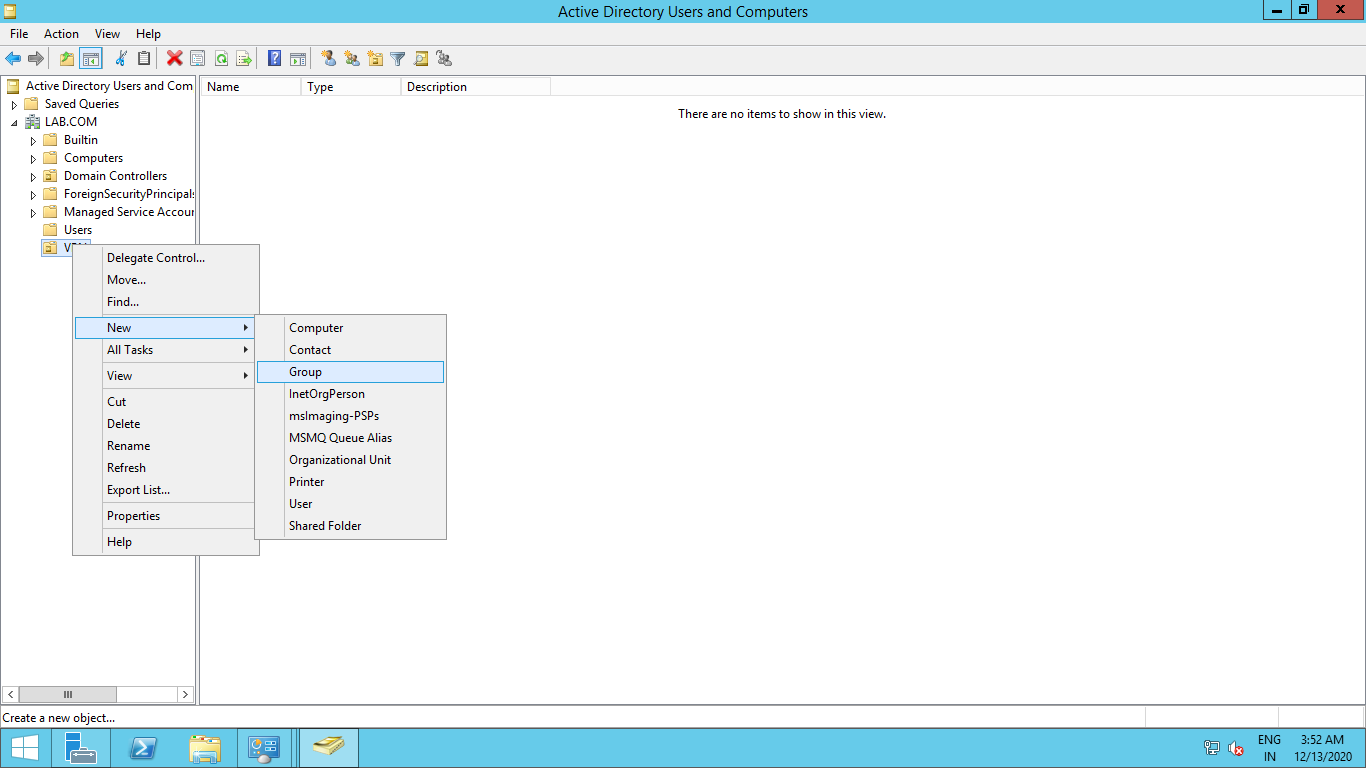 Active Directory Users and Computers
File Action View Help
Active Directory Users and Com
Saved Queries
LAB.COM
Builtin
Computers
Domain Controllers
ForeignSecurityPrincipals
Managed Service Accour
Users
Name Type Description
There are no items to show in this view.
Delegate Control...
Move...
Find...
New
All Tasks
View
Cut
Delete
Rename
Refresh
Export List...
Properties
Help
Computer
Contact
Group
InetOrgPerson
msImaging-PSPs
MSMQ Queue Alias
Organizational Unit
Printer
User
Shared Folder
Create a new object...
ENG
IN
3:52 AM
12/13/2020